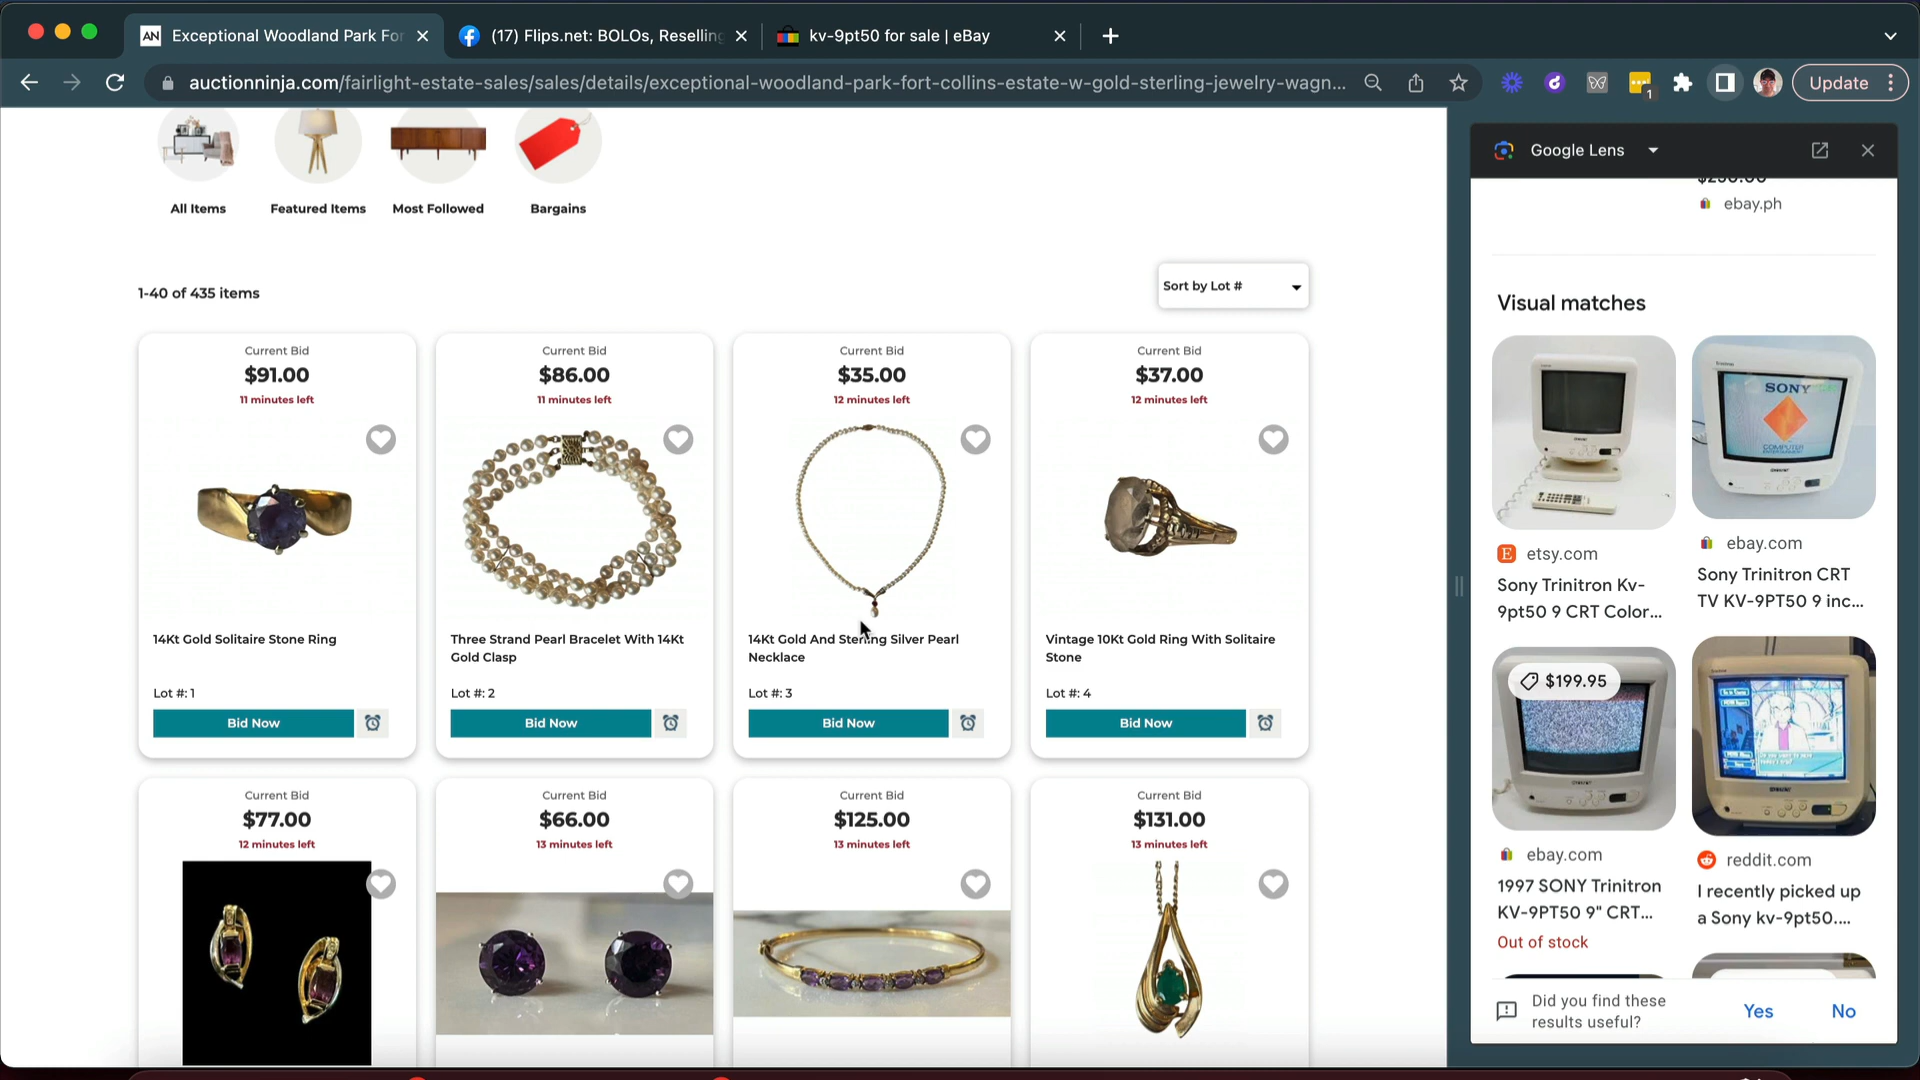 AN Exceptional Woodland Park For
(17) Flips.net: BOLOs, Reselling
kv-9pt50 for sale | eBay
auctionninja.com/fairlight-estate-sales/sales/details/exceptional-woodland-park-fort-collins-estate-w-gold-sterling-jewelry-wagn...
1
Update
All Items
Featured Items
Most Followed
Bargains
1-40 of 435 items
Sort by Lot #
Current Bid
$91.00
11 minutes left
14Kt Gold Solitaire Stone Ring
Lot #: 1
Bid Now
Current Bid
$86.00
11 minutes left
Three Strand Pearl Bracelet With 14Kt
Gold Clasp
Lot #: 2
Bid Now
Current Bid
$35.00
12 minutes left
14Kt Gold And Sterling Silver Pearl
Necklace
Lot #: 3
Bid Now
Current Bid
$37.00
12 minutes left
Vintage 10Kt Gold Ring With Solitaire
Stone
Lot #: 4
Bid Now
Current Bid
$77.00
12 minutes left
Current Bid
$66.00
13 minutes left
Current Bid
$125.00
13 minutes left
Current Bid
$131.00
13 minutes left
Google Lens
ebay.ph
Visual matches
SONY
COMPUTER
ENTERTAINMENT
etsy.com
Sony Trinitron Kv-
9pt50 9 CRT Color...
ebay.com
Sony Trinitron CRT
TV KV-9PT50 9 inc...
$199.95
ebay.com
1997 SONY Trinitron
KV-9PT50 9" CRT...
Out of stock
reddit.com
I recently picked up
a Sony kv-9pt50....
Did you find these
results useful?
Yes
No